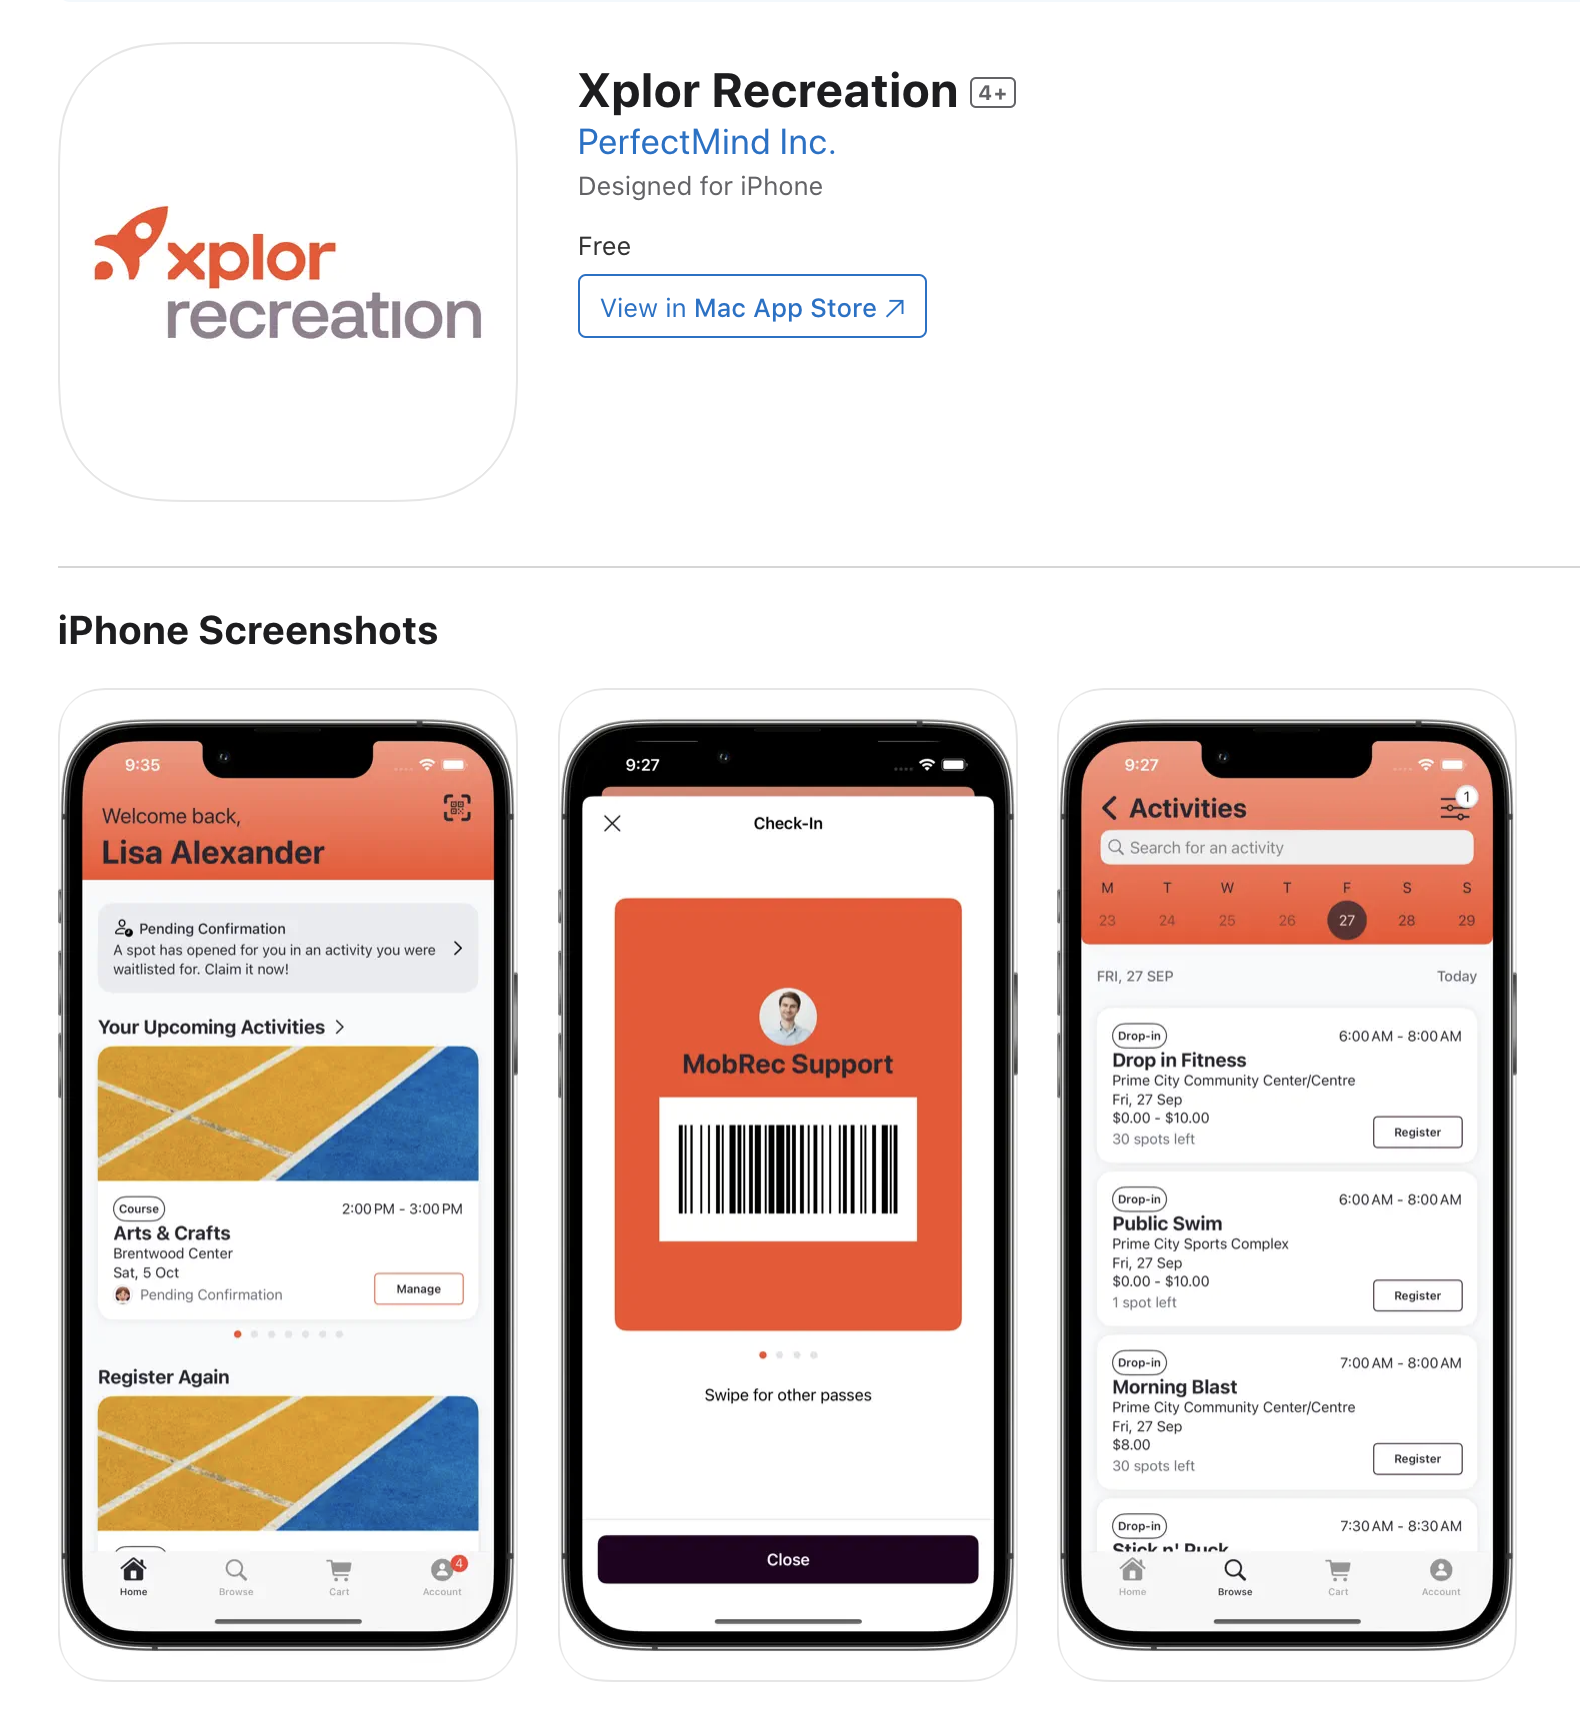 xplor
recreation
Xplor Recreation 4+
PerfectMind Inc.
Designed for iPhone
Free
View in Mac App Store ↗
iPhone Screenshots
9:35
Welcome back,
Lisa Alexander
Pending Confirmation
A spot has opened for you in an activity you were
waitlisted for. Claim it now!
Your Upcoming Activities >
Course 2:00 PM - 3:00 PM
Arts & Crafts
Brentwood Center
Sat, 5 Oct
Pending Confirmation
Manage
Register Again
Home Browse Cart Account 4
9:27
Check-In
MobRec Support
Swipe for other passes
Close
9:27
Activities 1
Search for an activity
M T W T F S S
23 24 25 26 27 28 29
FRI, 27 SEP Today
Drop-in 6:00 AM - 8:00 AM
Drop in Fitness
Prime City Community Center/Centre
Fri, 27 Sep
$0.00 - $10.00
30 spots left
Register
Drop-in 6:00 AM - 8:00 AM
Public Swim
Prime City Sports Complex
Fri, 27 Sep
$0.00 - $10.00
1 spot left
Register
Drop-in 7:00 AM - 8:00 AM
Morning Blast
Prime City Community Center/Centre
Fri, 27 Sep
$8.00
30 spots left
Register
Drop-in 7:30 AM - 8:30 AM
Stick n' Puck
Home Browse Cart Account